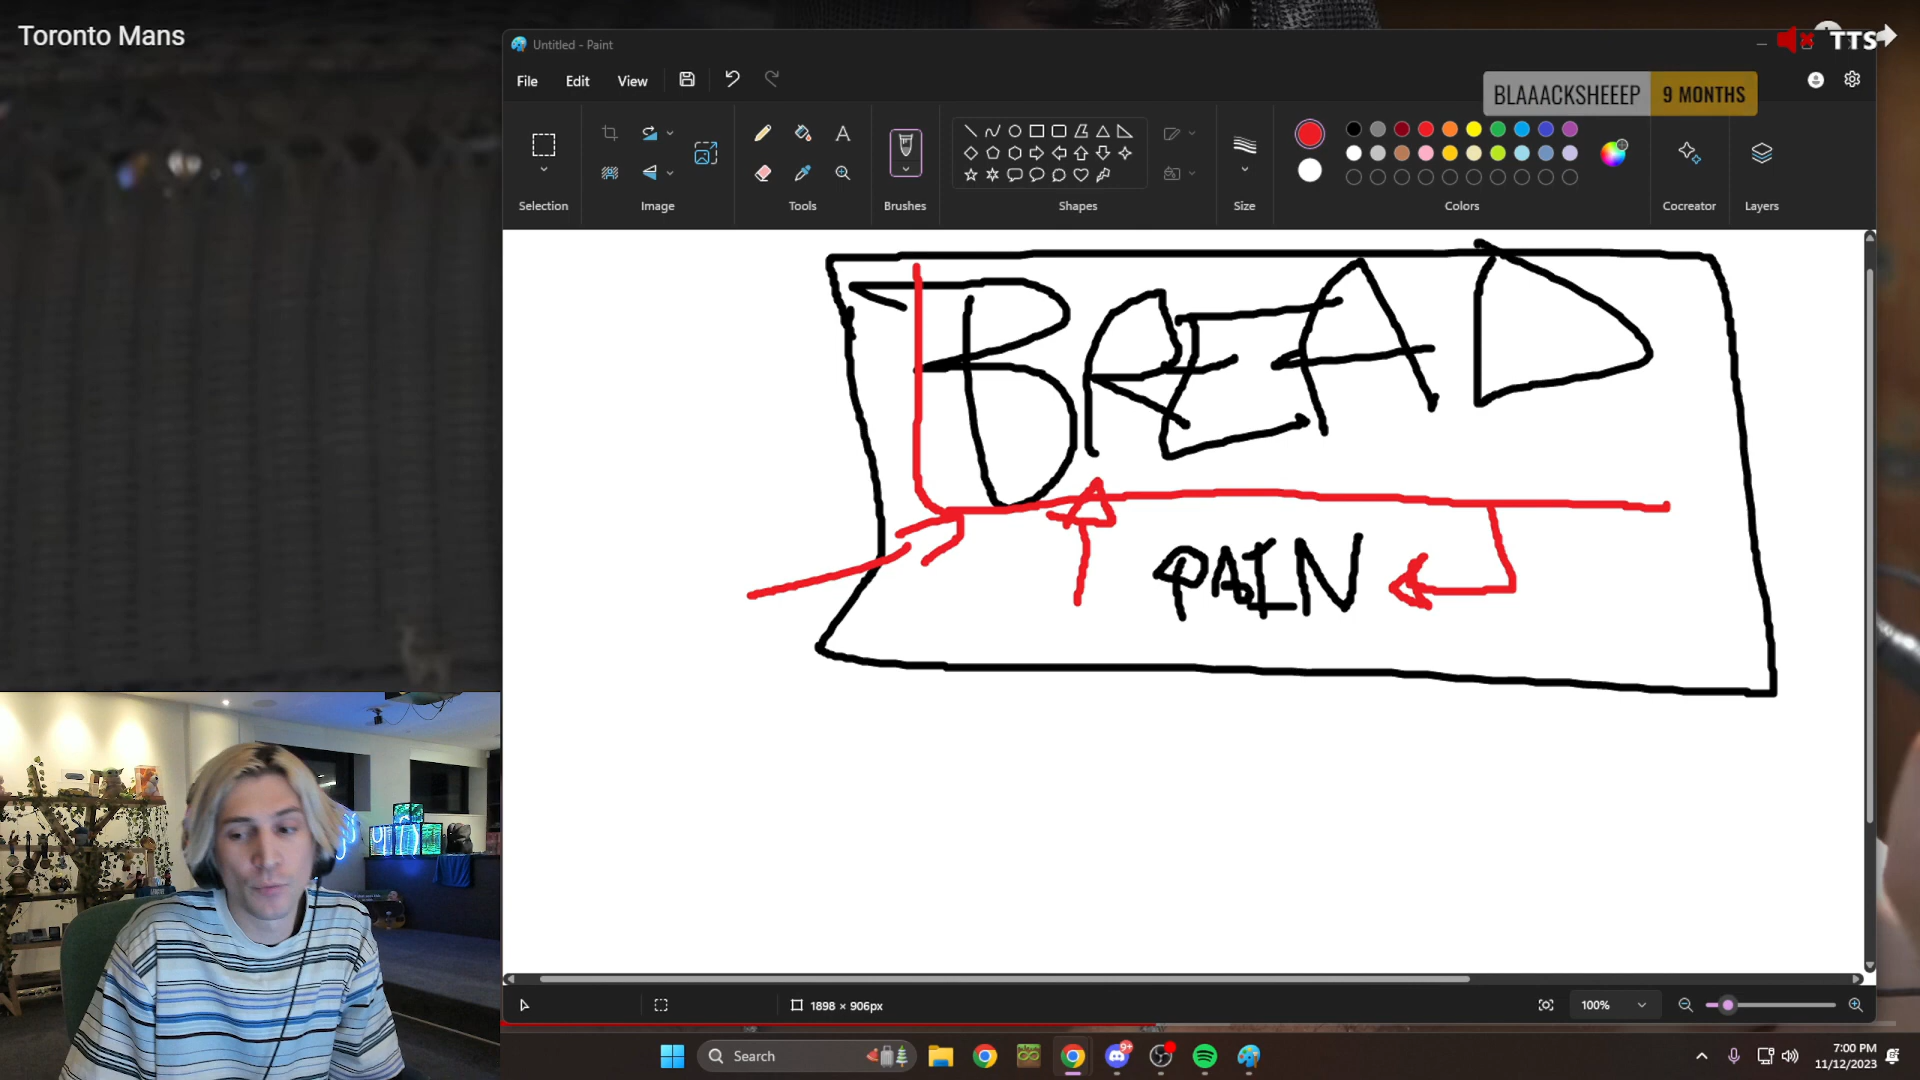 Toronto Mans
Untitled - Paint
TTS
File Edit View
BLAAACKSHEEEP 9 MONTHS
Selection Image Tools Brushes Shapes Size Colors Cocreator Layers
BREAD
PAIN
1898 × 906px
100%
Search
9+
7:00 PM
11/12/2023